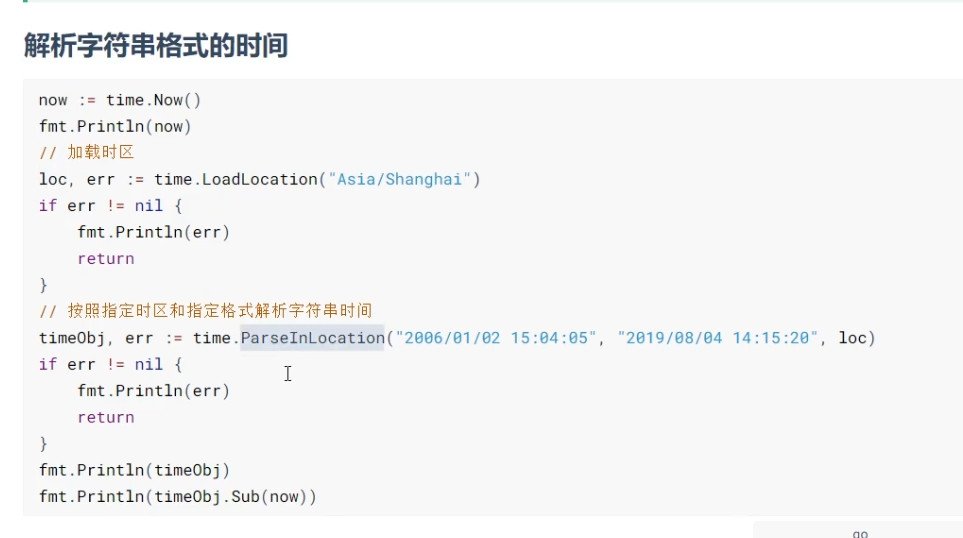 解析字符串格式的时间
now := time.Now()
fmt.Println(now)
// 加载时区
loc, err := time.LoadLocation("Asia/Shanghai")
if err != nil {
    fmt.Println(err)
    return
}
// 按照指定时区和指定格式解析字符串时间
timeObj, err := time.ParseInLocation("2006/01/02 15:04:05", "2019/08/04 14:15:20", loc)
if err != nil {
    fmt.Println(err)
    return
}
fmt.Println(timeObj)
fmt.Println(timeObj.Sub(now))
go